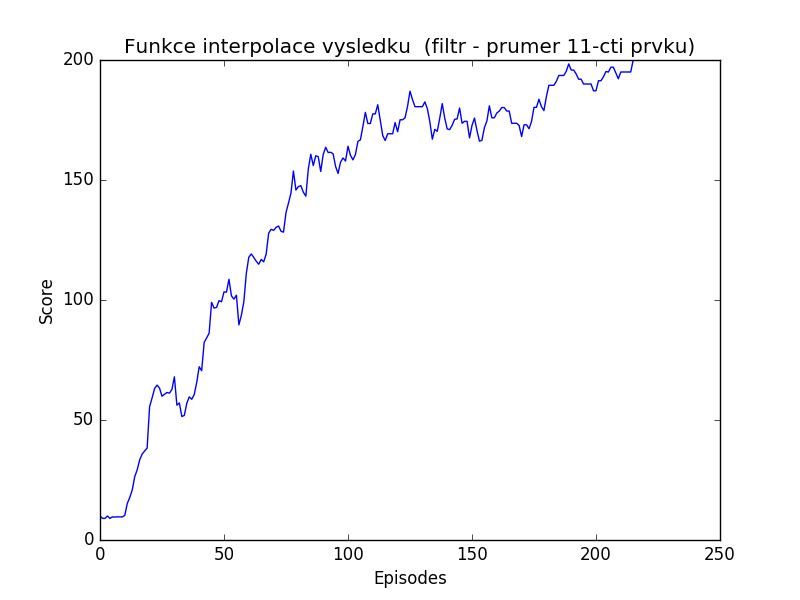 Funkce interpolace vysledku (filtr - prumer 11-cti prvku)
200
150
100
50
0
Score
0 50 100 150 200 250
Episodes